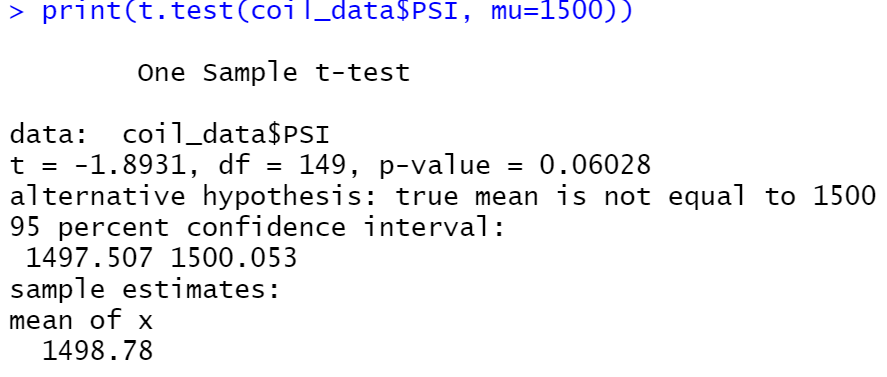 > print(t.test(coil_data$PSI, mu=1500))
One Sample t-test
data:  coil_data$PSI
t = -1.8931, df = 149, p-value = 0.06028
alternative hypothesis: true mean is not equal to 1500
95 percent confidence interval:
1497.507 1500.053
sample estimates:
mean of x
1498.78